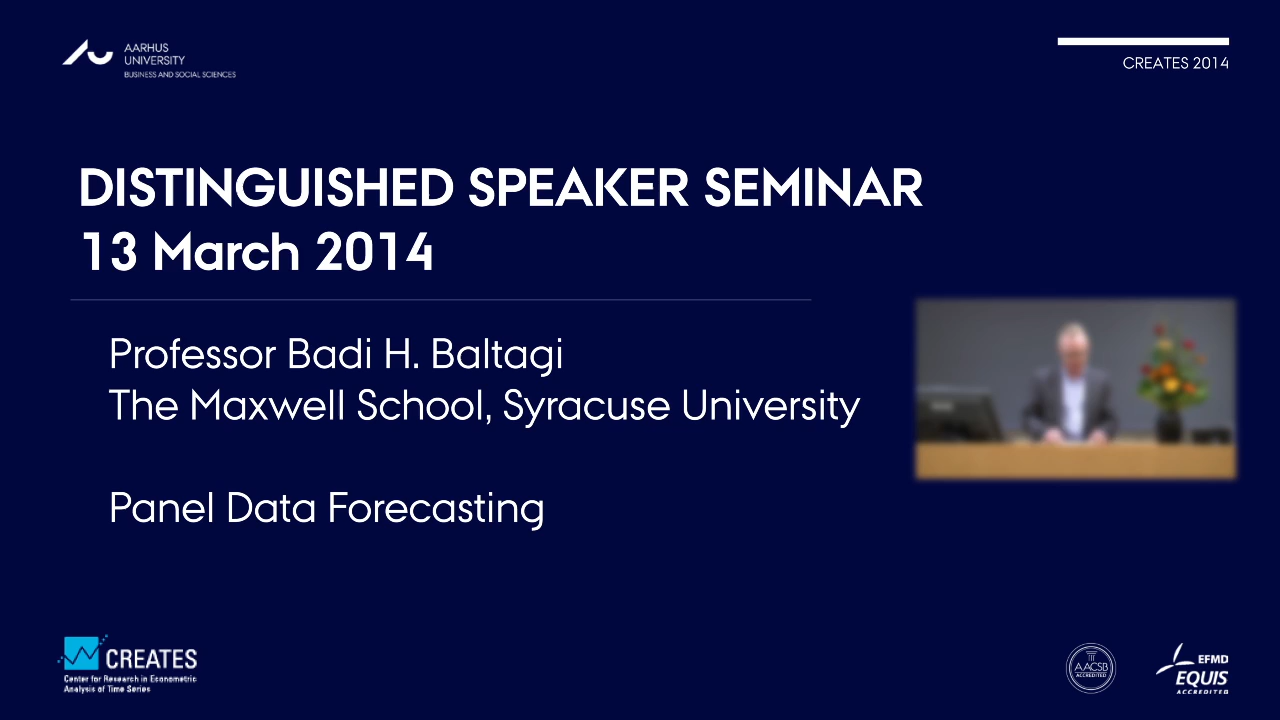 AARHUS
UNIVERSITY
BUSINESS AND SOCIAL SCIENCES
CREATES 2014
DISTINGUISHED SPEAKER SEMINAR
13 March 2014
Professor Badi H. Baltagi
The Maxwell School, Syracuse University
Panel Data Forecasting
CREATES
Center for Research in Econometric
Analysis of Time Series
AACSB
ACCREDITED
EFMD
EQUIS
ACCREDITED